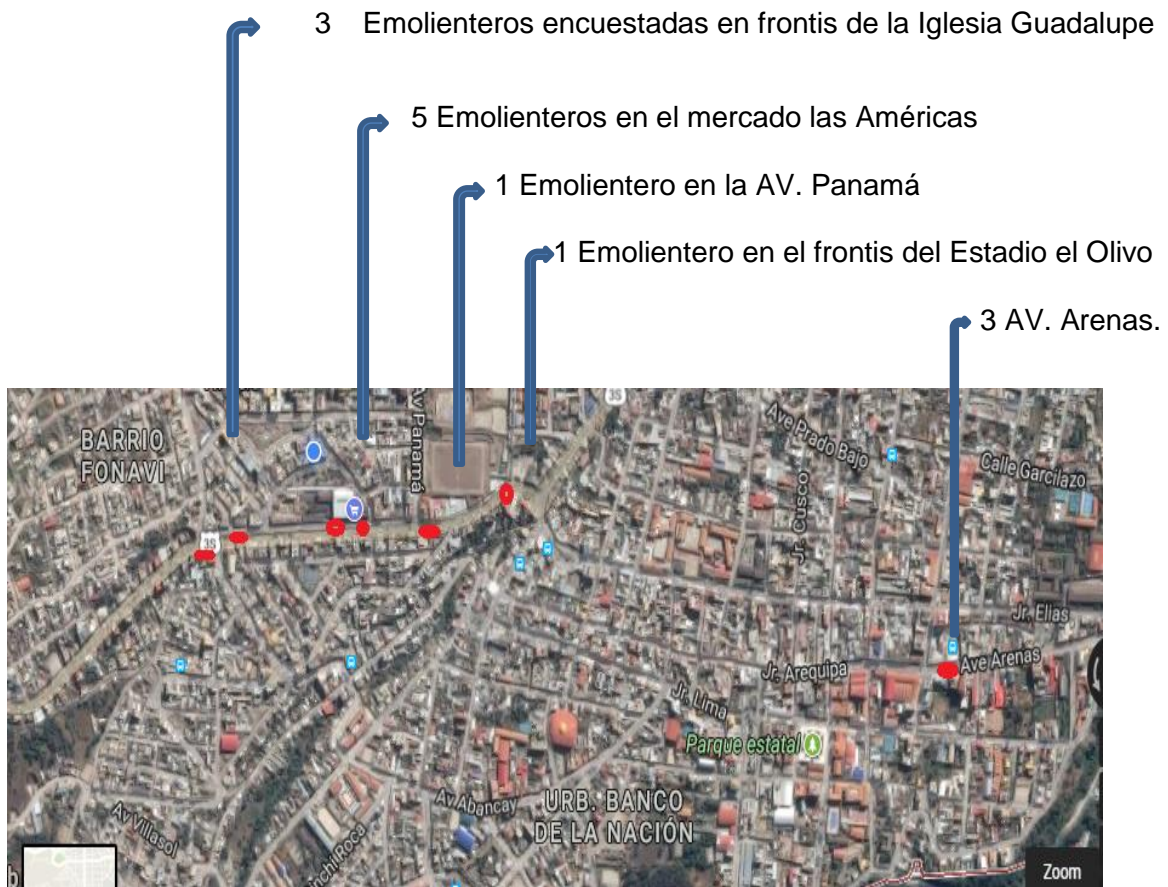 3 Emolienteros encuestadas en frontis de la Iglesia Guadalupe
5 Emolienteros en el mercado las Américas
1 Emolientero en la AV. Panamá
1 Emolientero en el frontis del Estadio el Olivo
3 AV. Arenas.
3S
Av Panamá
BARRIO
FONAVI
Ave Prado Bajo
Calle Garcilazo
Jr. Cusco
3S
Jr. Elias
Ave Arenas
Jr. Arequipa
Jr. Lima
Parque estatal
Av Abancay
URB. BANCO
DE LA NACIÓN
Av Villasol
Zoom